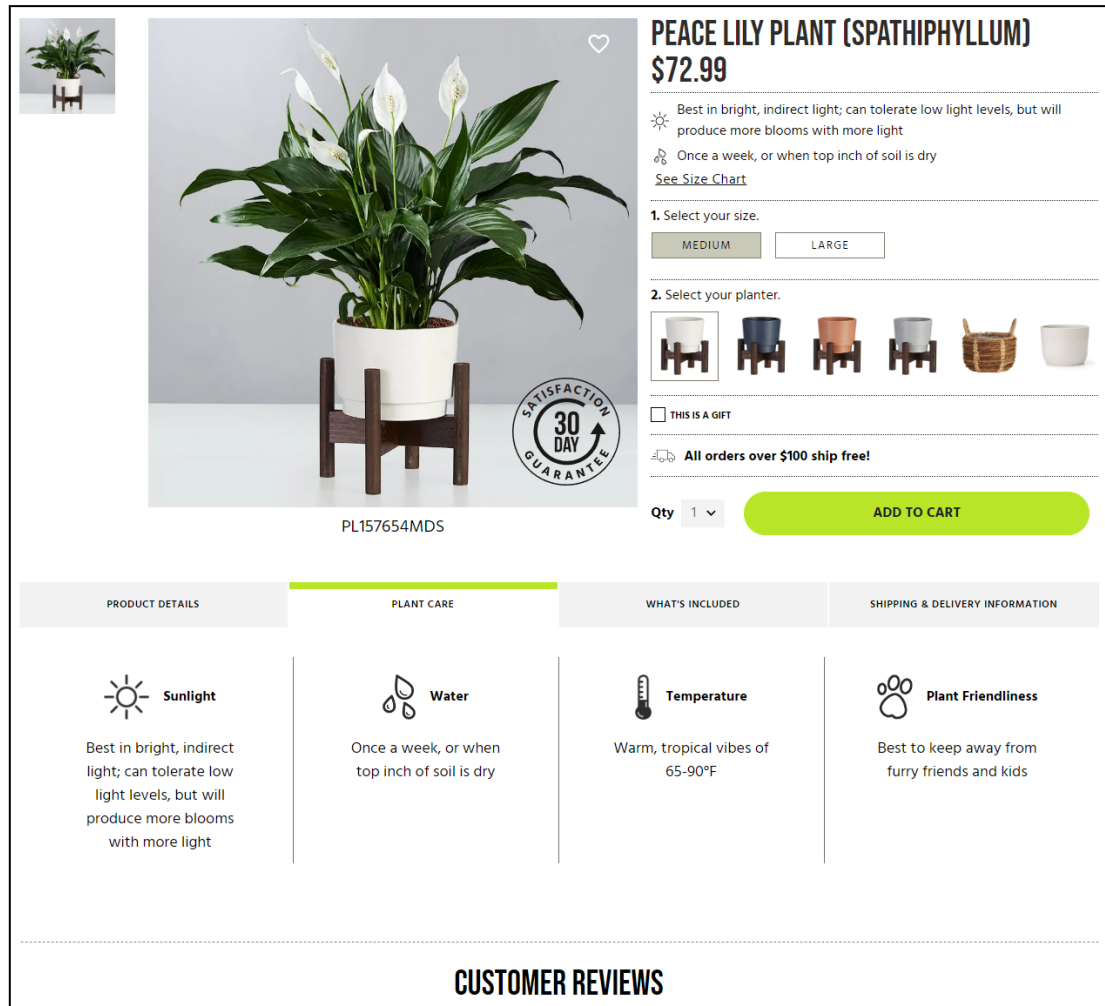 PEACE LILY PLANT (SPATHIPHYLLUM)
$72.99
Best in bright, indirect light; can tolerate low light levels, but will
produce more blooms with more light
Once a week, or when top inch of soil is dry
See Size Chart
1. Select your size.
MEDIUM
LARGE
2. Select your planter.
THIS IS A GIFT
All orders over $100 ship free!
Qty 1
ADD TO CART
SATISFACTION
30
DAY
GUARANTEE
PL157654MDS
PRODUCT DETAILS
PLANT CARE
WHAT'S INCLUDED
SHIPPING & DELIVERY INFORMATION
Sunlight
Best in bright, indirect
light; can tolerate low
light levels, but will
produce more blooms
with more light
Water
Once a week, or when
top inch of soil is dry
Temperature
Warm, tropical vibes of
65-90°F
Plant Friendliness
Best to keep away from
furry friends and kids
CUSTOMER REVIEWS